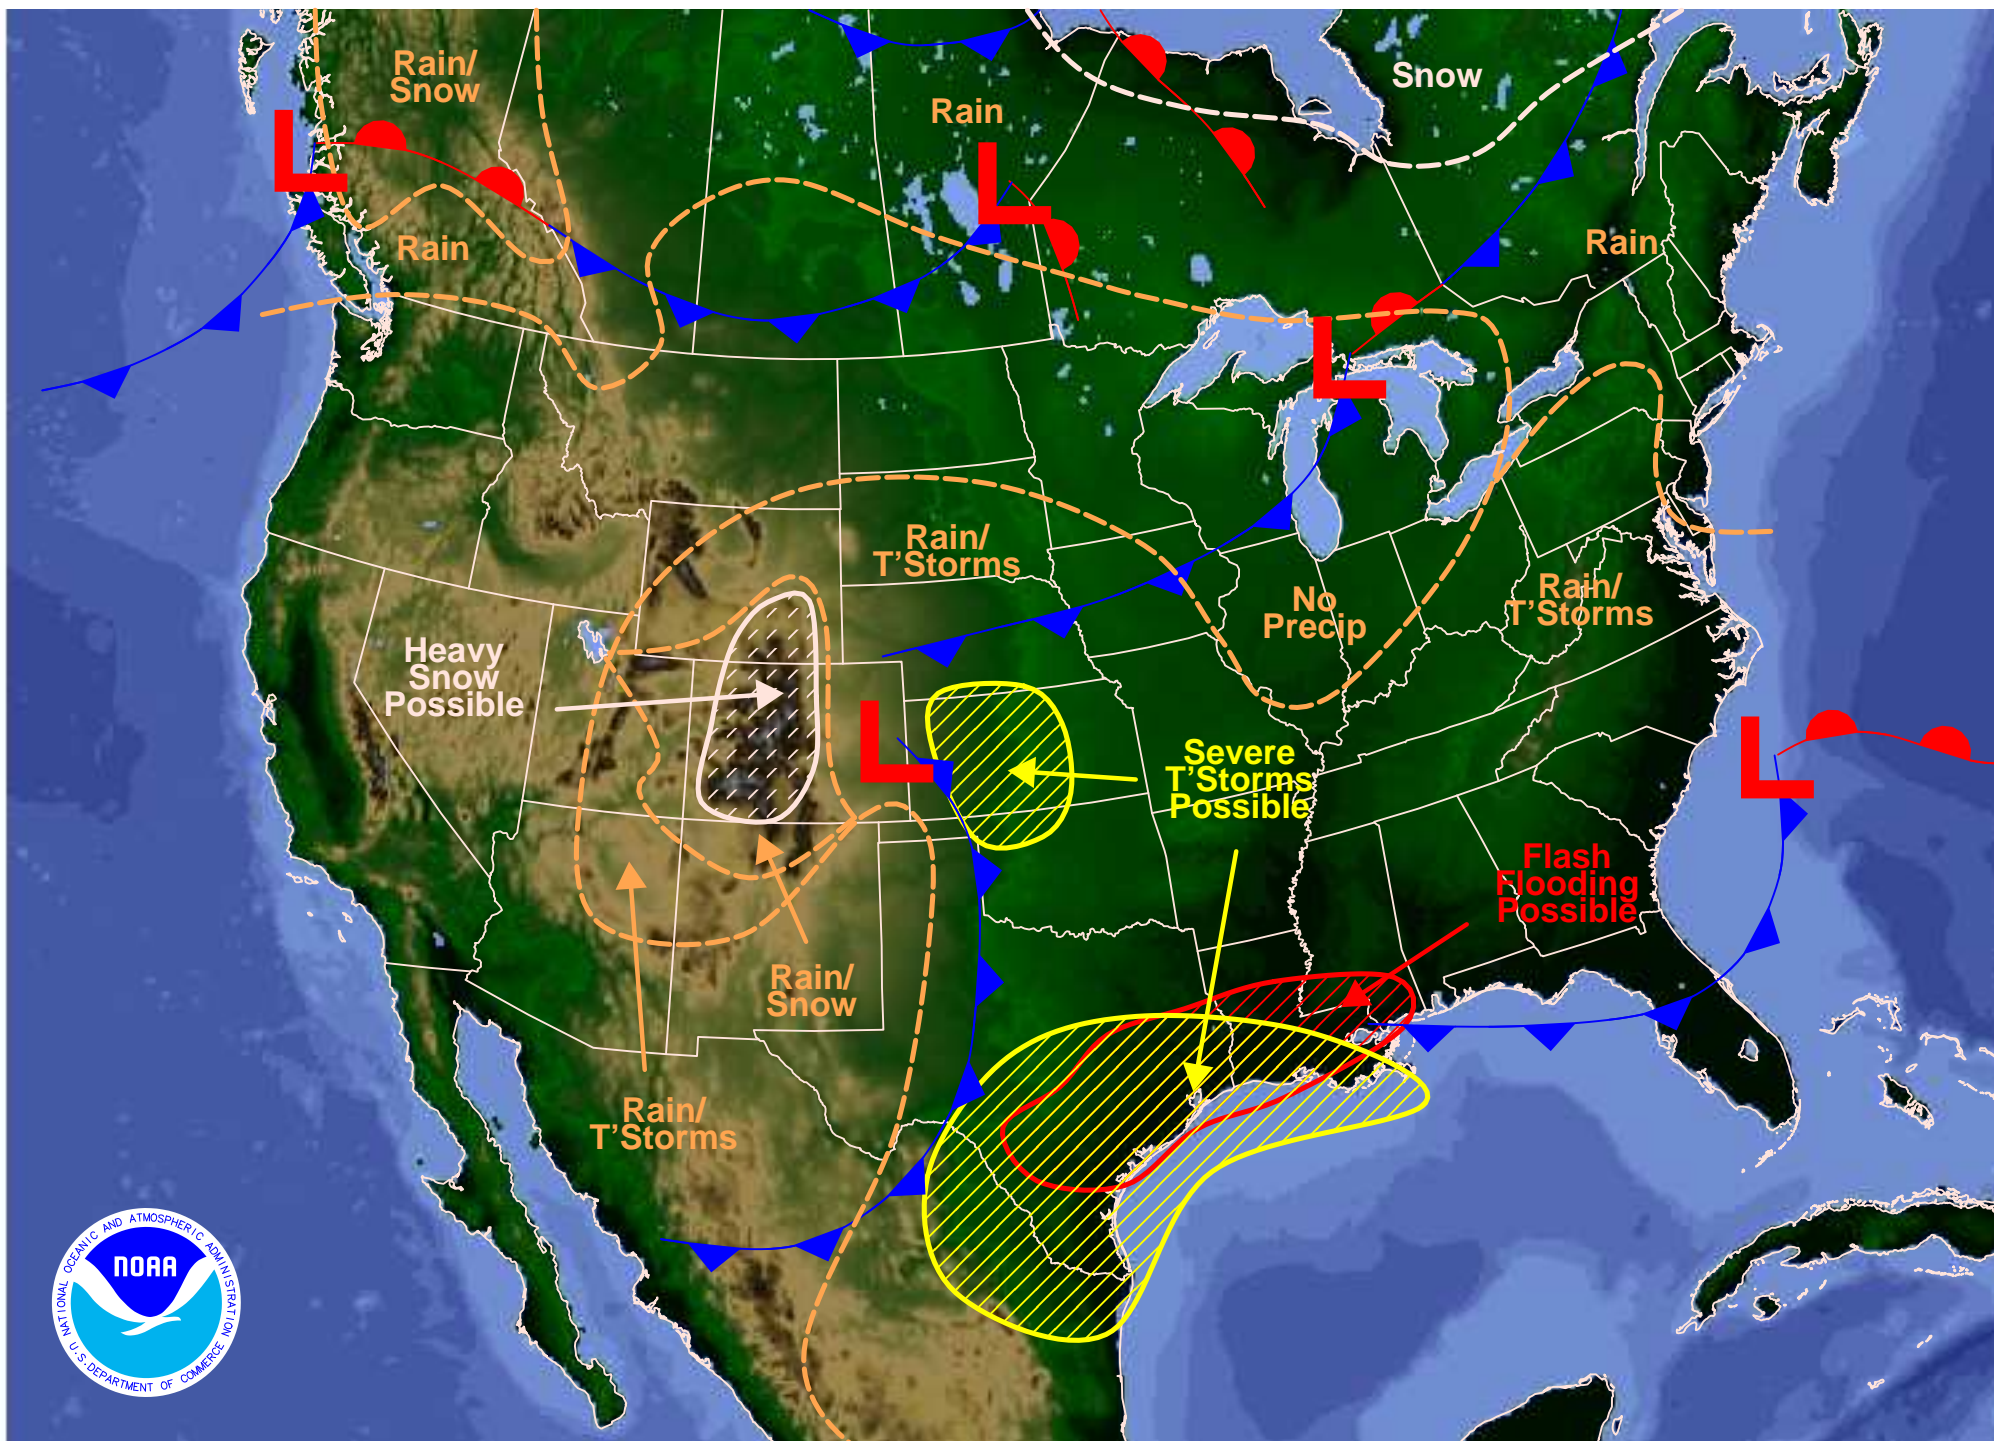 Rain/
Snow
Snow
Rain
L
L
Rain
Rain
L
Rain/
T'Storms
Rain/
T'Storms
No
Precip
Heavy
Snow
Possible
L
L
Severe
T'Storms
Possible
Flash
Flooding
Possible
Rain/
Snow
Rain/
T'Storms
NATIONAL OCEANIC AND ATMOSPHERIC ADMINISTRATION
NOAA
U.S. DEPARTMENT OF COMMERCE